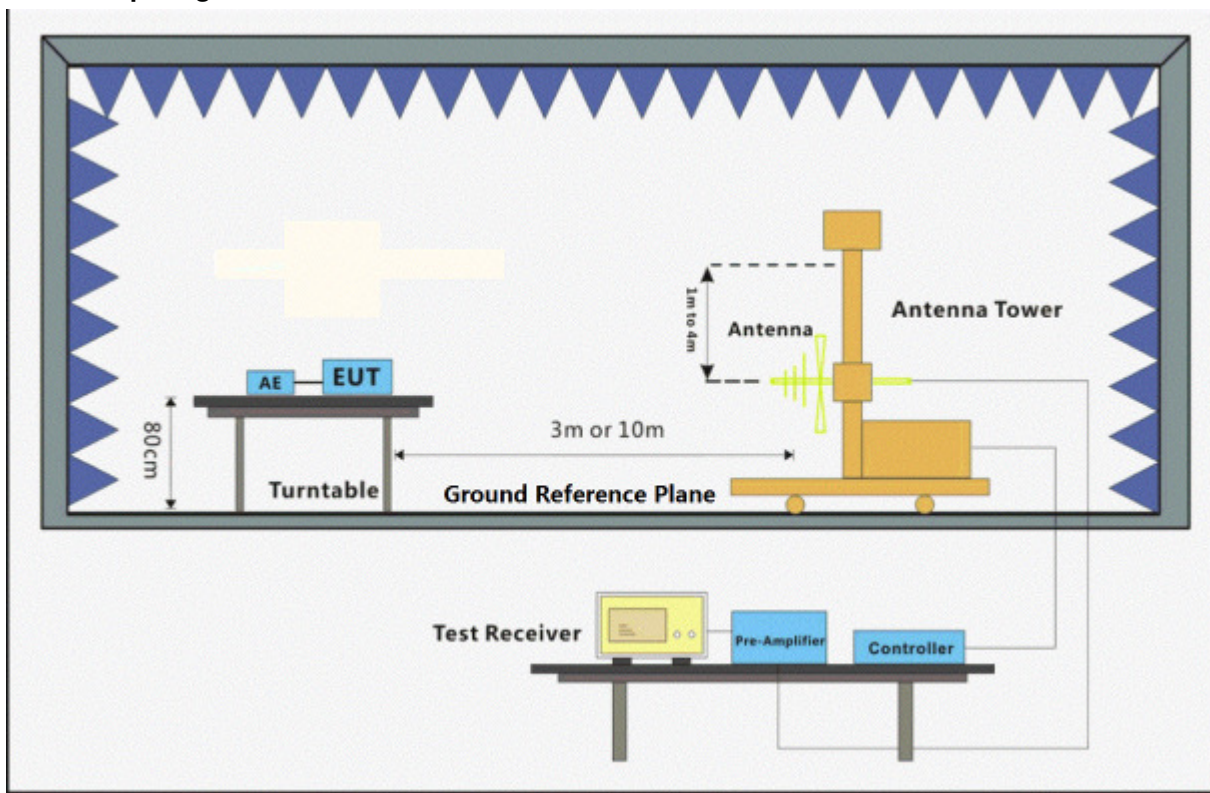 1m to 4m
Antenna Tower
Antenna
AE
EUT
80cm
3m or 10m
Turntable
Ground Reference Plane
Test Receiver
Pre-Amplifier
Controller